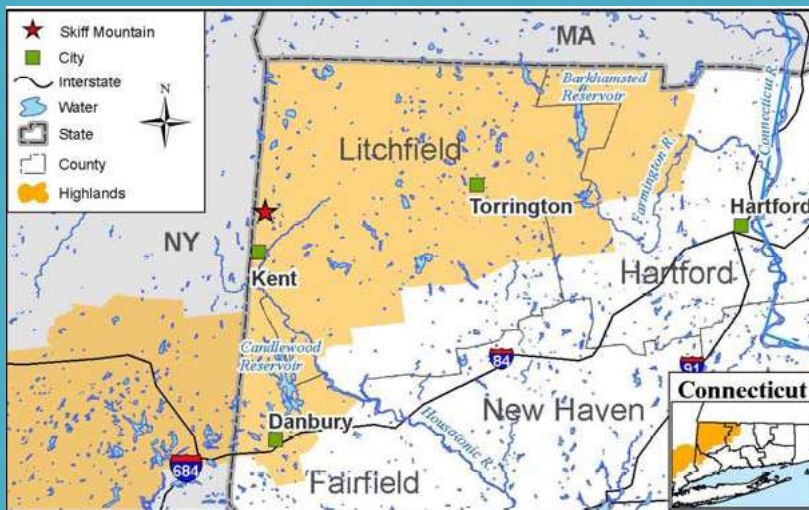 Skiff Mountain
City
Interstate
Water
State
County
Highlands
N
MA
NY
Barkhamsted
Reservoir
Connecticut R.
Litchfield
Farmington R.
Torrington
Hartford
Kent
Hartford
Candlewood
Reservoir
84
91
Connecticut
New Haven
Danbury
Housatonic R.
684
Fairfield